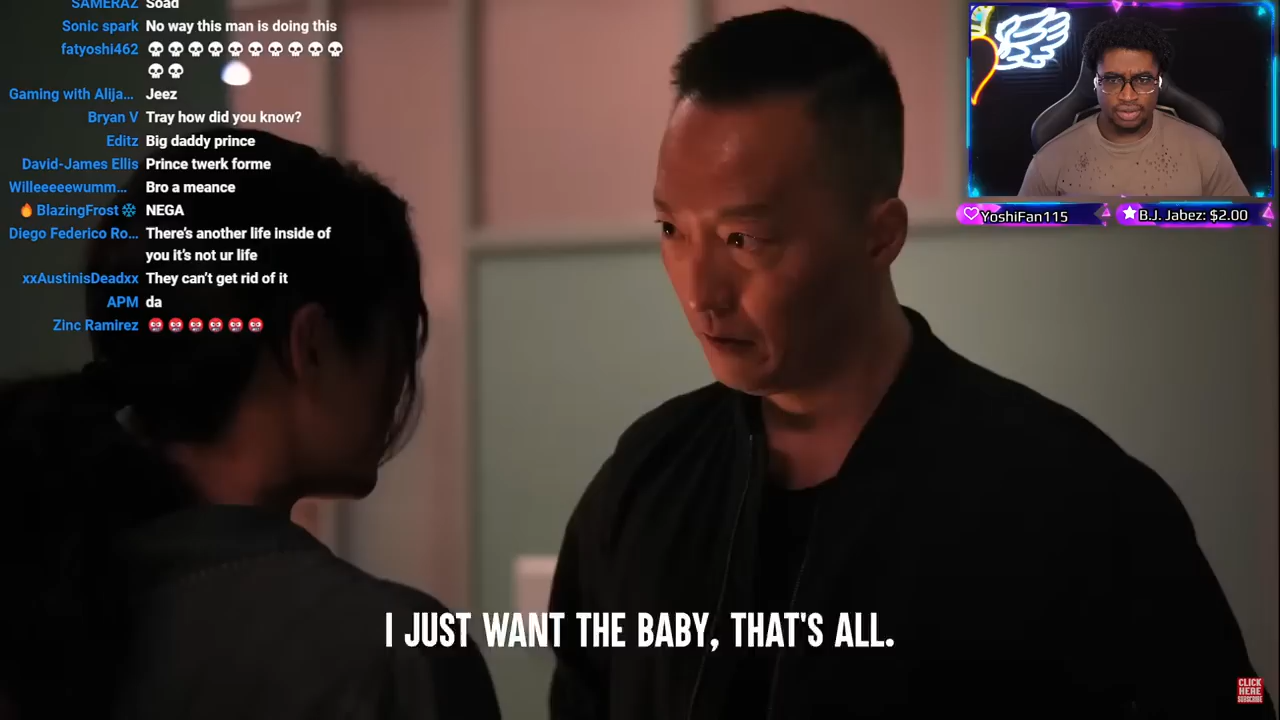 SAMERAZ Soad
Sonic spark No way this man is doing this
fatyoshi462 💀💀💀💀💀💀💀💀💀💀
💀💀
Gaming with Alija... Jeez
Bryan V Tray how did you know?
Editz Big daddy prince
David-James Ellis Prince twerk forme
Willeeeeewumm... Bro a meance
🔥BlazingFrost❄️ NEGA
Diego Federico Ro... There's another life inside of
you it's not ur life
xxAustinisDeadxx They can't get rid of it
APM da
Zinc Ramirez
YoshiFan115
B.J. Jabez: $2.00
I JUST WANT THE BABY, THAT'S ALL.
CLICK
HERE
SUBSCRIBE